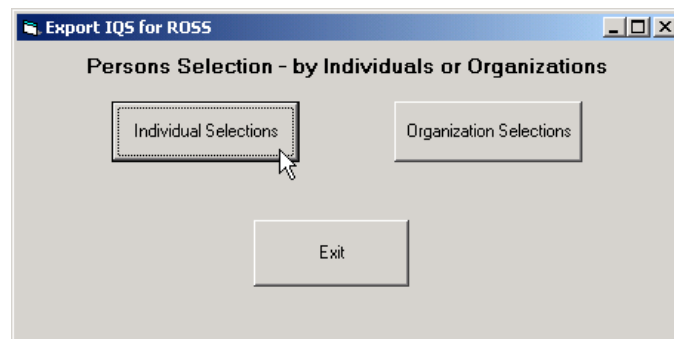 Export IQS for ROSS
Persons Selection - by Individuals or Organizations
Individual Selections
Organization Selections
Exit